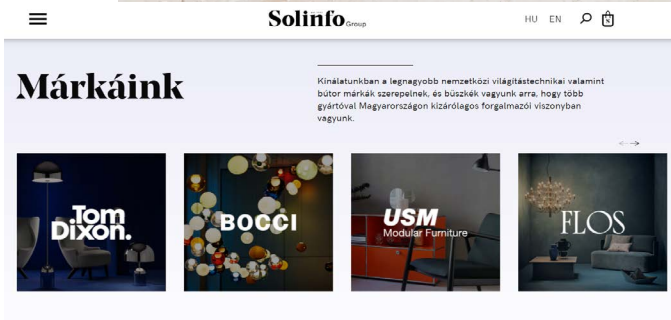 Solinfo Group
HU EN
Márkáink
Kínálatunkban a legnagyobb nemzetközi világítástechnikai valamint
bútor márkák szerepelnek, és büszkék vagyunk arra, hogy több
gyártóval Magyarországon kizárólagos forgalmazói viszonyban
vagyunk.
Tom
Dixon.
BOCCI
USM
Modular Furniture
FLOS